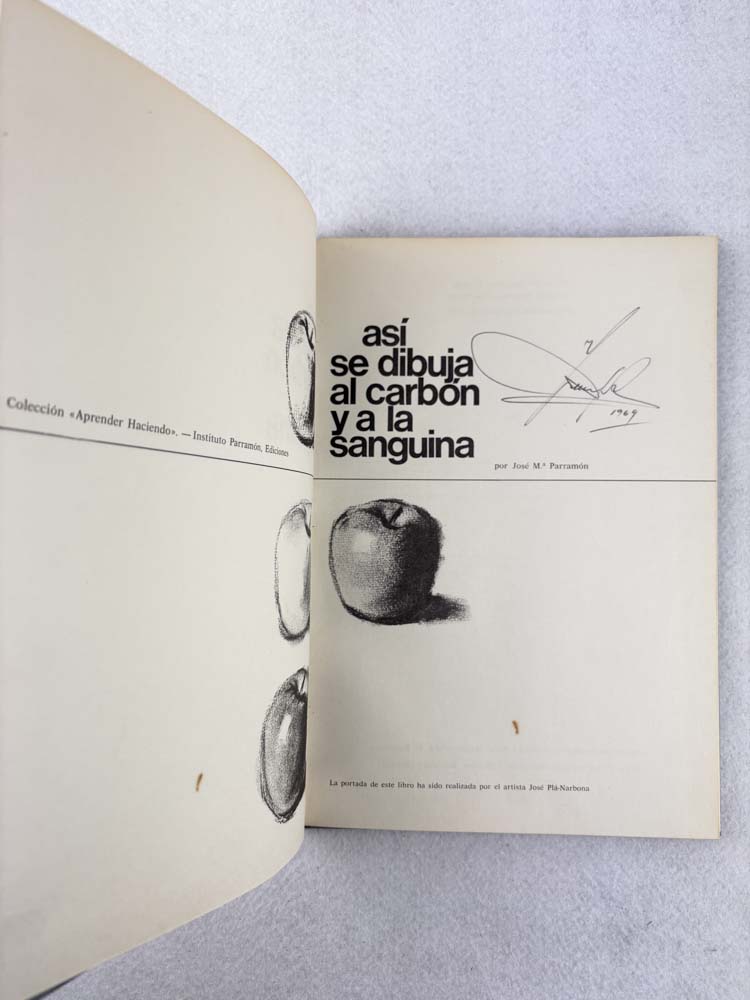 Colección «Aprender Haciendo». — Instituto Parramón, Ediciones
así
se dibuja
al carbón
y a la
sanguina
1969
por José M.ª Parramón
La portada de este libro ha sido realizada por el artista José Plá-Narbona